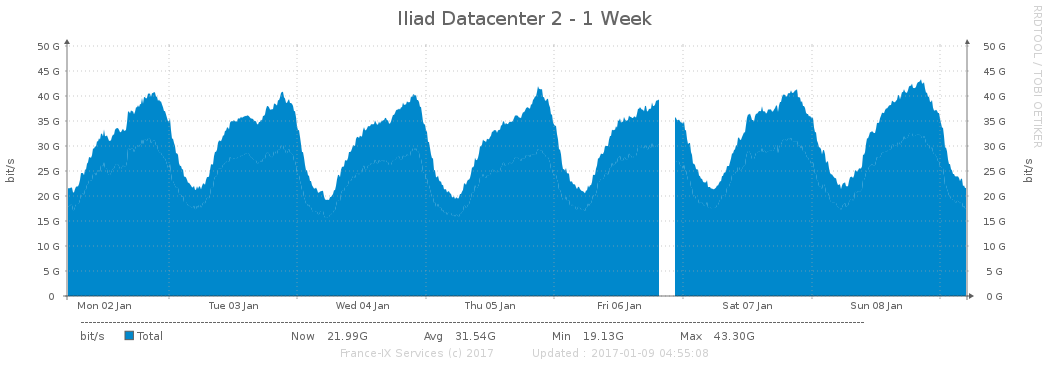 Iliad Datacenter 2 - 1 Week
RRDTOOL / TOBI OETIKER
50 G 50 G
45 G 45 G
40 G 40 G
35 G 35 G
30 G 30 G
25 G 25 G
20 G 20 G
15 G 15 G
10 G 10 G
5 G 5 G
0 0 G
bit/s bit/s
Mon 02 Jan Tue 03 Jan Wed 04 Jan Thu 05 Jan Fri 06 Jan Sat 07 Jan Sun 08 Jan
bit/s Total Now 21.99G Avg 31.54G Min 19.13G Max 43.30G
France-IX Services (c) 2017 Updated : 2017-01-09 04:55:08